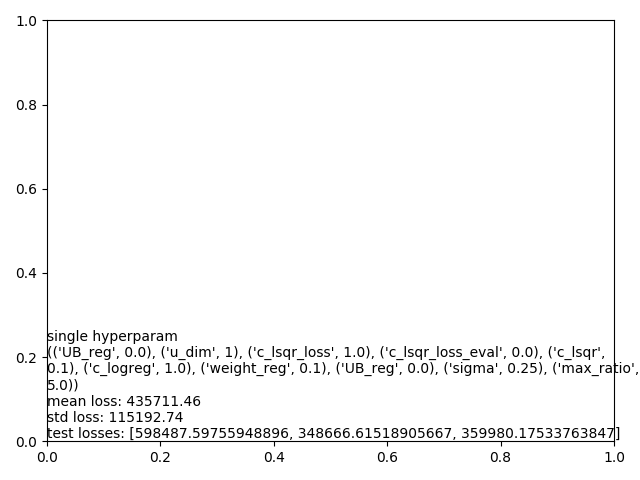 1.0
0.8
0.6
0.4
0.2
0.0
single hyperparam
(('UB_reg', 0.0), ('u_dim', 1), ('c_lsqr_loss', 1.0), ('c_lsqr_loss_eval', 0.0), ('c_lsqr',
0.1), ('c_logreg', 1.0), ('weight_reg', 0.1), ('UB_reg', 0.0), ('sigma', 0.25), ('max_ratio',
5.0))
mean loss: 435711.46
std loss: 115192.74
test losses: [598487.59755948896, 348666.61518905667, 359980.17533763847]
0.0 0.2 0.4 0.6 0.8 1.0